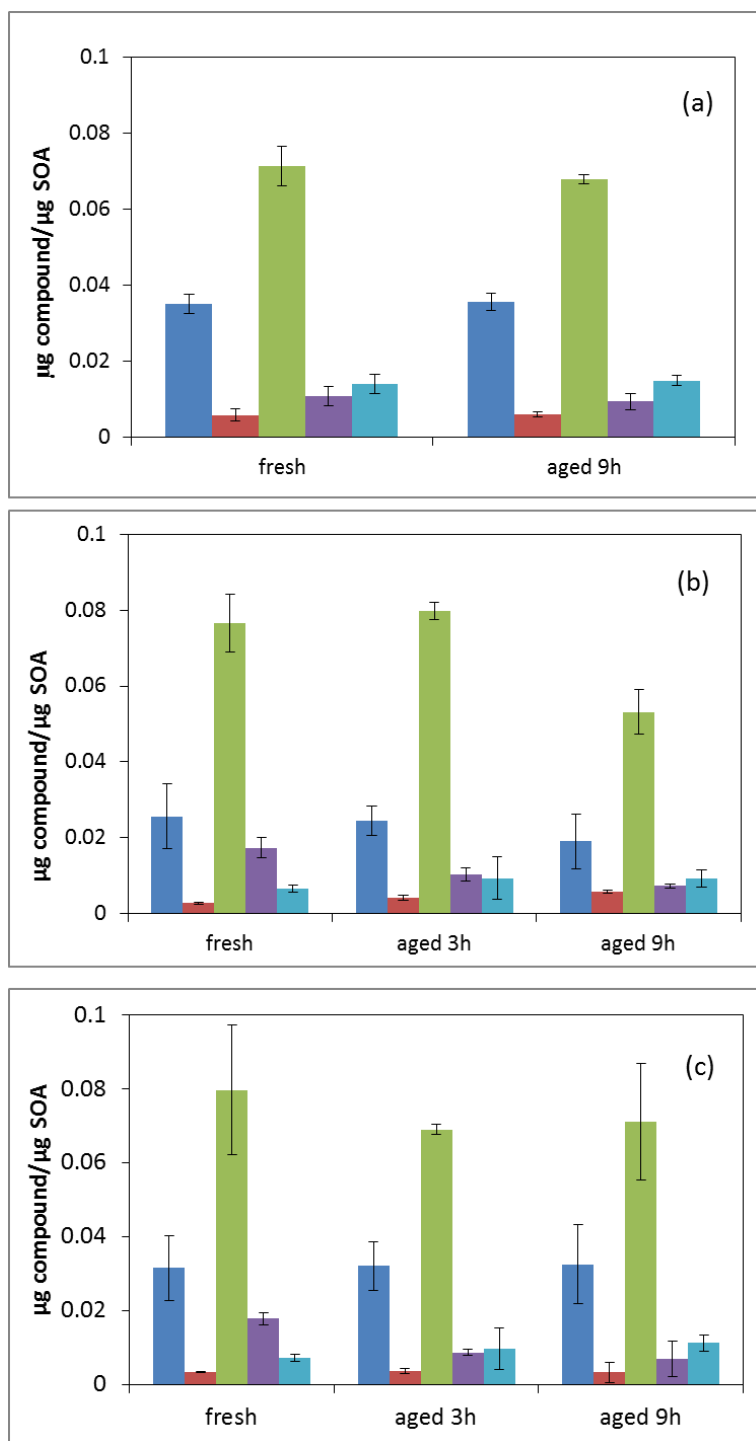 (a)
µg compound/µg SOA
0.1
0.08
0.06
0.04
0.02
0
fresh
aged 9h
(b)
µg compound/µg SOA
0.1
0.08
0.06
0.04
0.02
0
fresh
aged 3h
aged 9h
(c)
µg compound/µg SOA
0.1
0.08
0.06
0.04
0.02
0
fresh
aged 3h
aged 9h